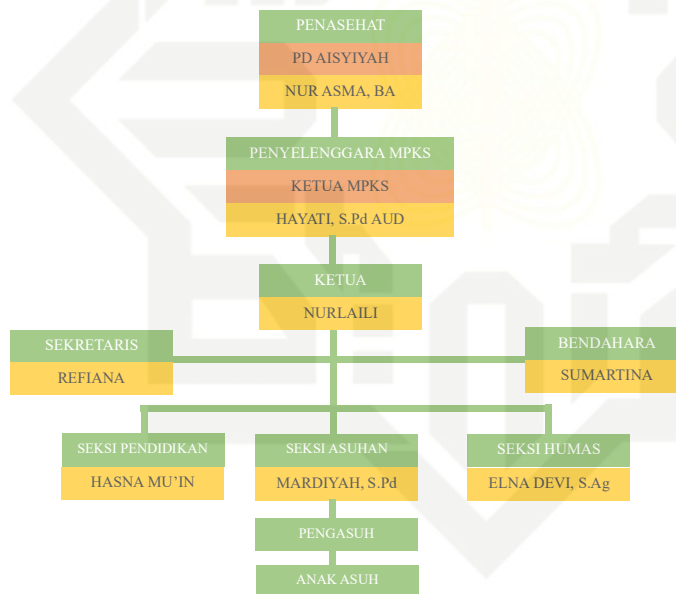 PENASEHAT
PD AISYIYAH
NUR ASMA, BA
PENYELENGGARA MPKS
KETUA MPKS
HAYATI, S.Pd AUD
KETUA
NURLAILI
SEKRETARIS
REFIANA
BENDAHARA
SUMARTINA
SEKSI PENDIDIKAN
HASNA MU’IN
SEKSI ASUHAN
MARDIYAH, S.Pd
SEKSI HUMAS
ELNA DEVI, S.Ag
PENGASUH
ANAK ASUH